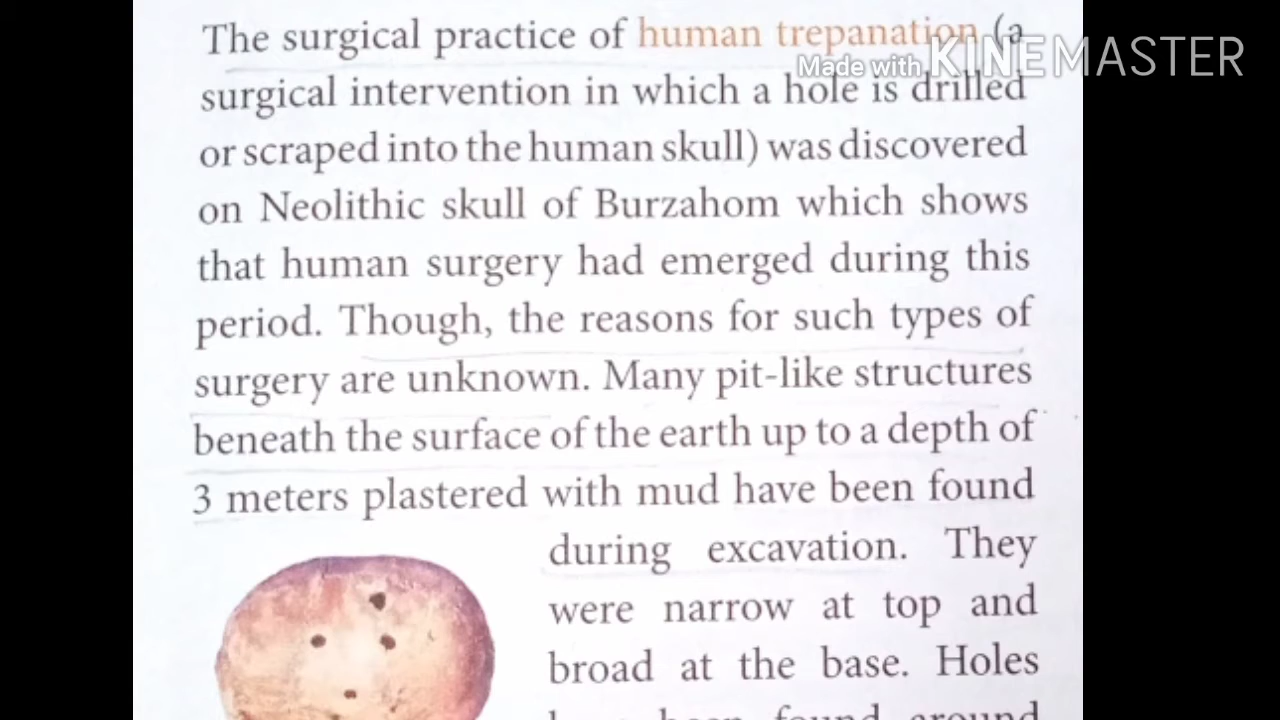 The surgical practice of human trepanation (a
Made with KINEMASTER
surgical intervention in which a hole is drilled
or scraped into the human skull) was discovered
on Neolithic skull of Burzahom which shows
that human surgery had emerged during this
period. Though, the reasons for such types of
surgery are unknown. Many pit-like structures
beneath the surface of the earth up to a depth of
3 meters plastered with mud have been found
during excavation. They
were narrow at top and
broad at the base. Holes
found around